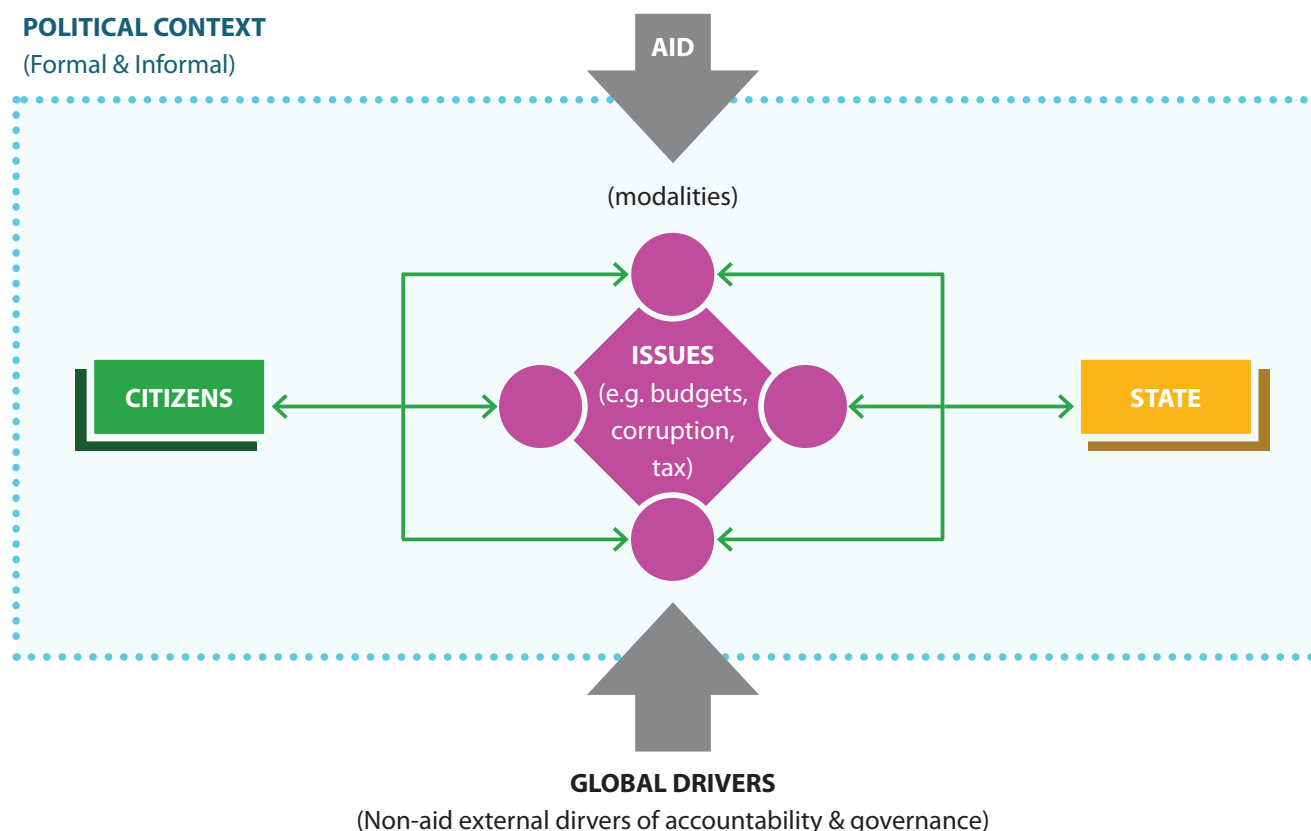 POLITICAL CONTEXT
(Formal & Informal)
AID
(modalities)
ISSUES
(e.g. budgets,
corruption,
tax)
CITIZENS
STATE
GLOBAL DRIVERS
(Non-aid external dirvers of accountability & governance)